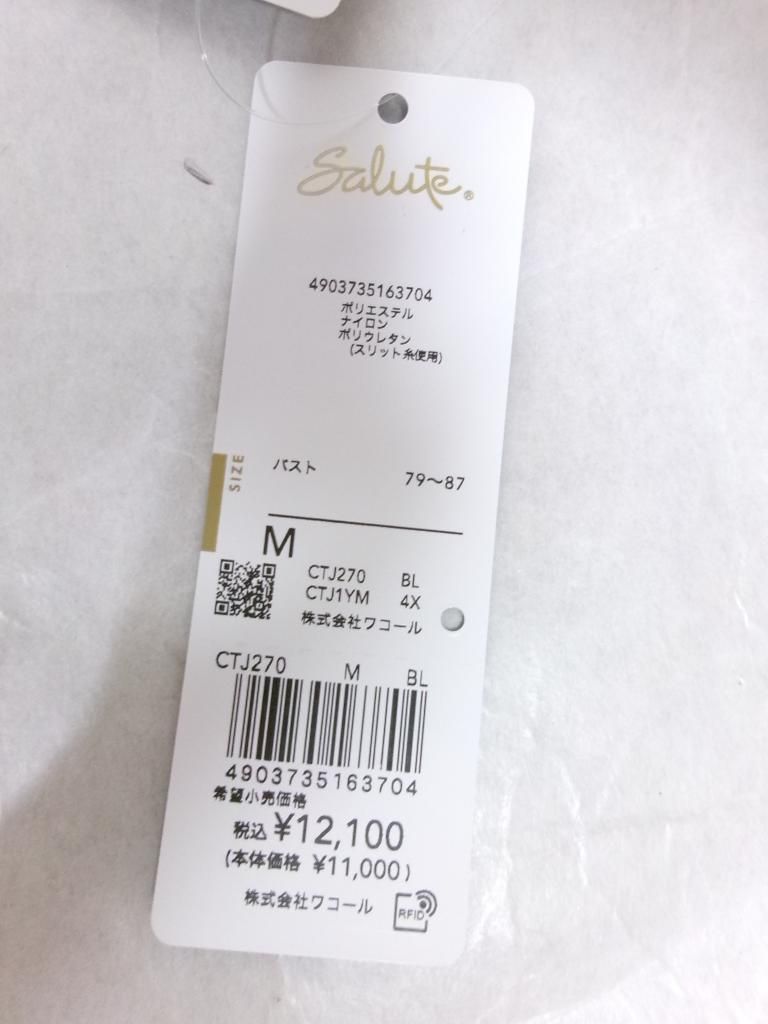 Salute®
4903735163704
ポリエステル
ナイロン
ポリウレタン
(スリット糸使用)
SIZE
バスト 79～87
M
CTJ270 BL
CTJ1YM 4X
株式会社ワコール
CTJ270 M BL
4903735163704
希望小売価格
税込 ¥12,100
(本体価格 ¥11,000)
株式会社ワコール
RFID